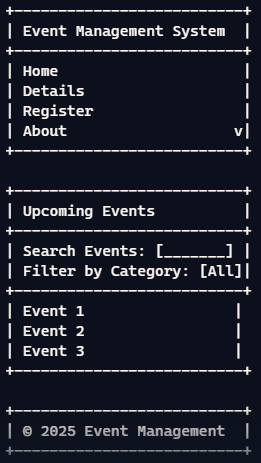 +---------------------------+
| Event Management System  |
+---------------------------+
| Home                     |
| Details                  |
| Register                 |
| About                   v|
+---------------------------+

+---------------------------+
| Upcoming Events          |
+---------------------------+
| Search Events: [_______] |
| Filter by Category: [All]|
+---------------------------+
| Event 1                 |
| Event 2                 |
| Event 3                 |
+---------------------------+

+---------------------------+
| © 2025 Event Management  |
+---------------------------+